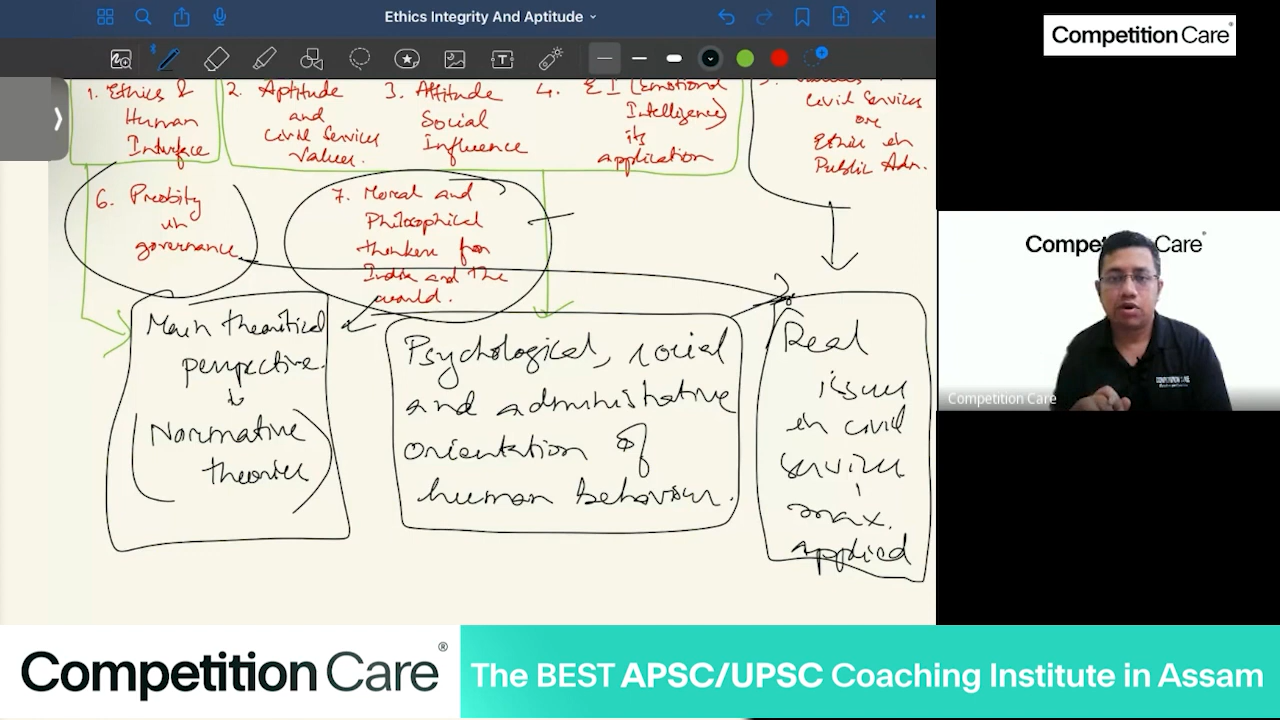 Ethics Integrity And Aptitude
Competition Care
1. Ethics &
Human
Interface
2. Aptitude
and
Civil Services
Values.
3. Attitude
Social
Influence
4. E I (Emotional
Intelligence)
its
application
Civil Services
or
Ethics in
Public Adn.
6. Probity
in
governance
7. Moral and
Philosophical
thinkers from
India and the
world.
Main theoritical
perspective.
Normative
theories
Psychological, social
and administrative
orientation of
human behaviour.
Real
issues
in civil
services
max.
applied
Competition Care
COMPETITION CARE
Competition Care®
The BEST APSC/UPSC Coaching Institute in Assam